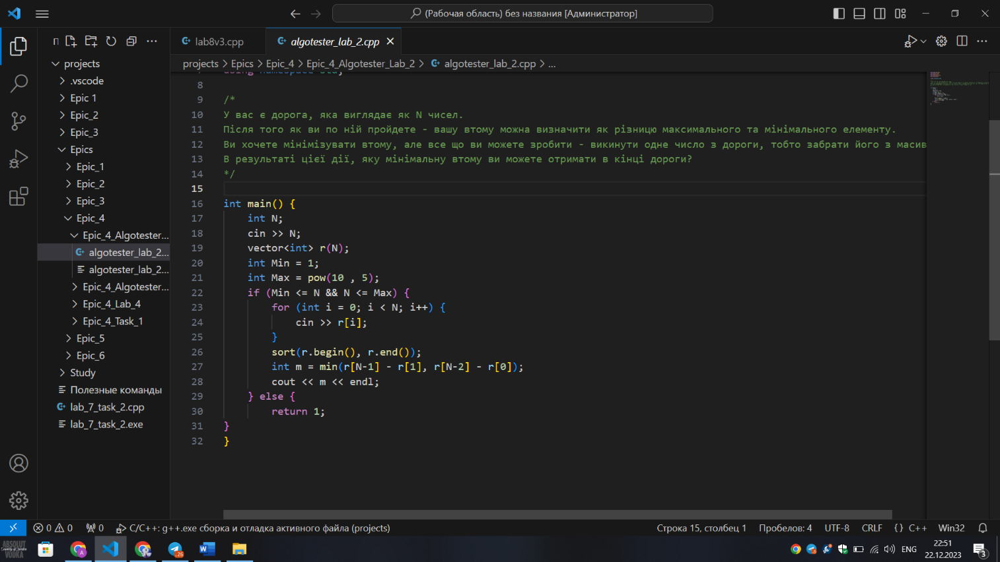 (Рабочая область) без названия [Администратор]
П
lab8v3.cpp
algotester_lab_2.cpp
projects > Epics > Epic_4 > Epic_4_Algotester_Lab_2 > algotester_lab_2.cpp > ...
projects
.vscode
Epic 1
Epic_2
Epic_3
Epics
Epic_1
Epic_2
Epic_3
Epic_4
Epic_4_Algotester...
algotester_lab_2...
algotester_lab_2...
Epic_4_Algotester...
Epic_4_Lab_4
Epic_4_Task_1
Epic_5
Epic_6
Study
Полезные команды
lab_7_task_2.cpp
lab_7_task_2.exe
8
9 /*
10 У вас є дорога, яка виглядає як N чисел.
11 Після того як ви по ній пройдете - вашу втому можна визначити як різницю максимального та мінімального елементу.
12 Ви хочете мінімізувати втому, але все що ви можете зробити - викинути одне число з дороги, тобто забрати його з масив
13 В результаті цієї дії, яку мінімальну втому ви можете отримати в кінці дороги?
14 */
15
16 int main() {
17 int N;
18 cin >> N;
19 vector<int> r(N);
20 int Min = 1;
21 int Max = pow(10 , 5);
22 if (Min <= N && N <= Max) {
23 for (int i = 0; i < N; i++) {
24 cin >> r[i];
25 }
26 sort(r.begin(), r.end());
27 int m = min(r[N-1] - r[1], r[N-2] - r[0]);
28 cout << m << endl;
29 } else {
30 return 1;
31 }
32 }
0 0 0 C/C++: g++.exe сборка и отладка активного файла (projects)
Строка 15, столбец 1 Пробелов: 4 UTF-8 CRLF {} C++ Win32
ABSOLUT
Country of Sweden
VODKA
A
26
ENG
22:51
22.12.2023
3